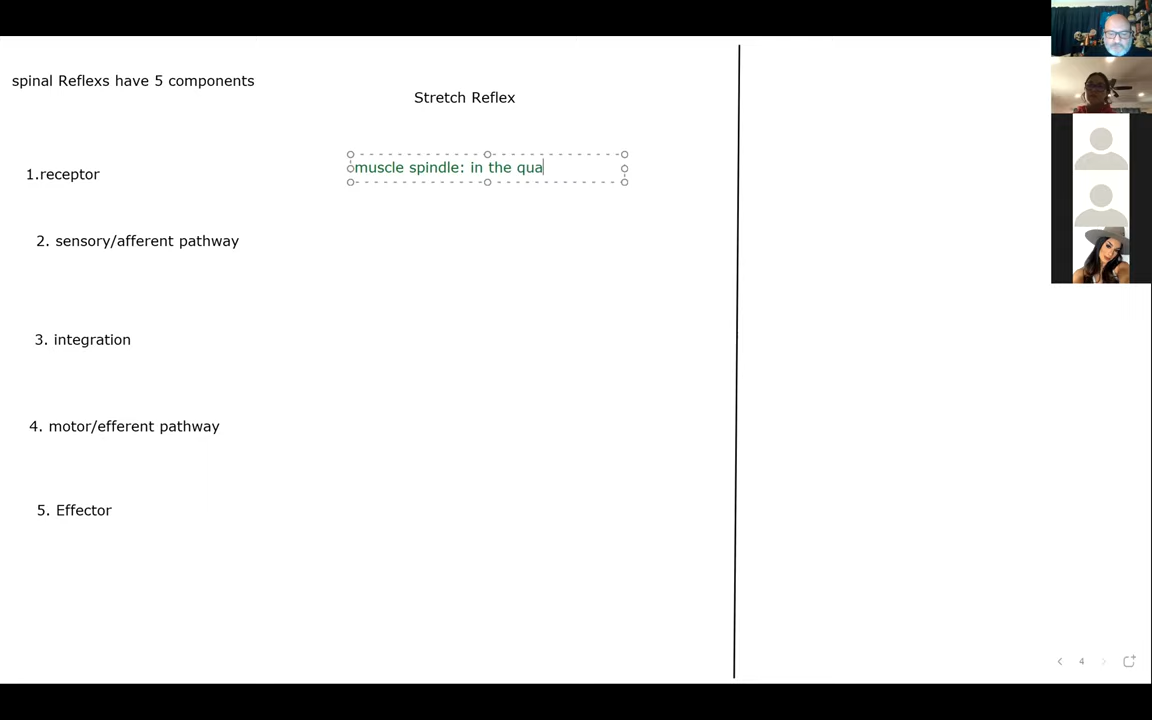 spinal Reflexs have 5 components
Stretch Reflex
1.receptor
muscle spindle: in the qua
2. sensory/afferent pathway
3. integration
4. motor/efferent pathway
5. Effector
4